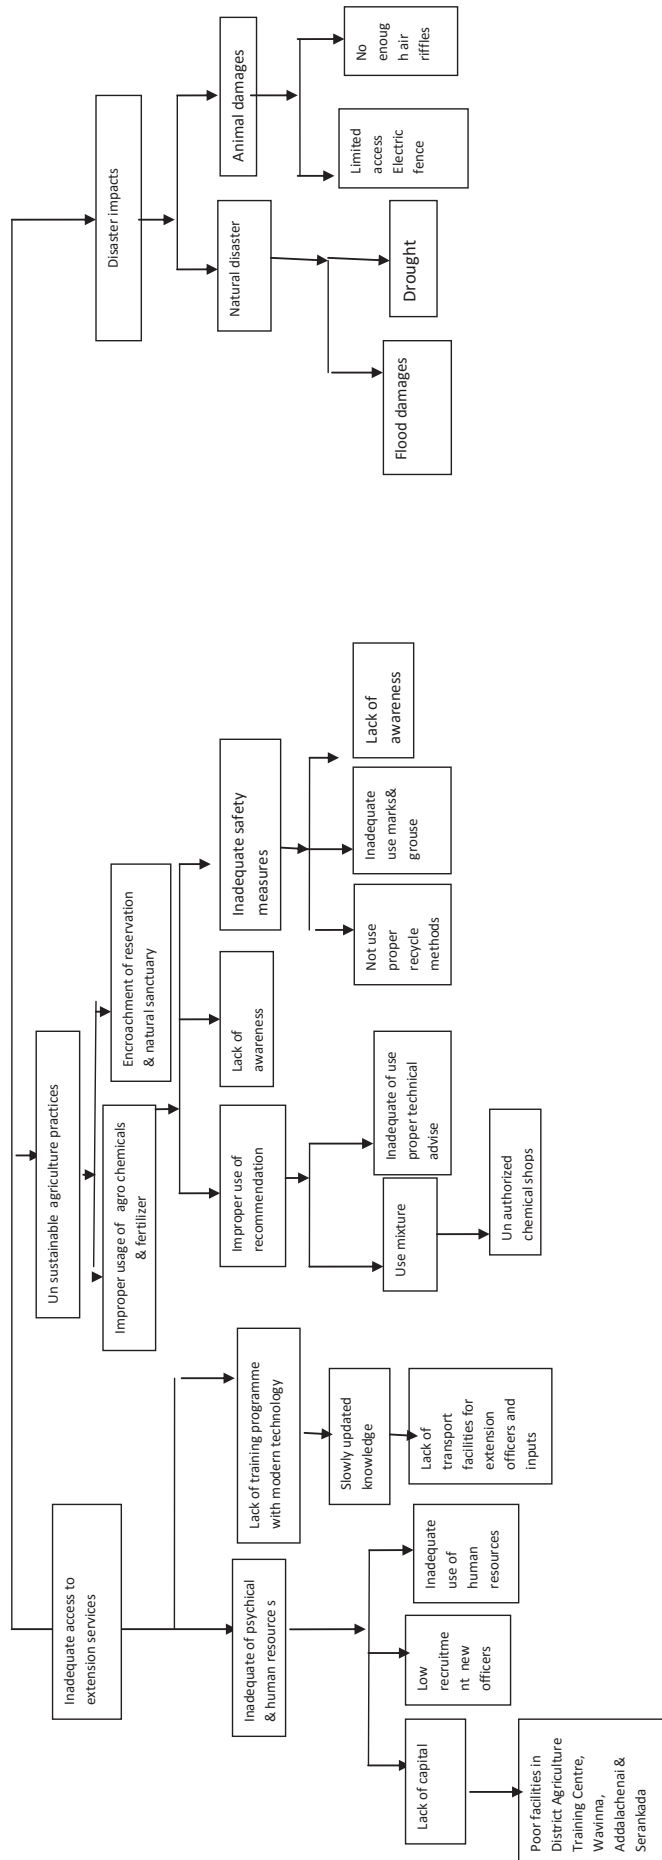 Inadequate access to
extension services
Un sustainable agriculture practices
Disaster impacts
Improper usage of agro chemicals
& fertilizer
Encroachment of reservation
& natural sanctuary
Natural disaster
Animal damages
Inadequate of psychical
& human resource s
Lack of training programme
with modern technology
Improper use of
recommendation
Lack of
awareness
Inadequate safety
measures
Slowly updated
knowledge
Flood damages
Drought
Limited
access
Electric
fence
No
enoug
h air
riffles
Lack of capital
Low
recruitme
nt new
officers
Inadequate
use of
human
resources
Lack of
transport
facilities for
extension
officers and
inputs
Use mixture
Inadequate of use
proper technical
advise
Not use
proper
recycle
methods
Inadequate
use marks&
grouse
Lack of
awareness
Un authorized
chemical shops
Poor facilities in
District Agriculture
Training Centre,
Wavinna,
Addalachenai &
Serankada